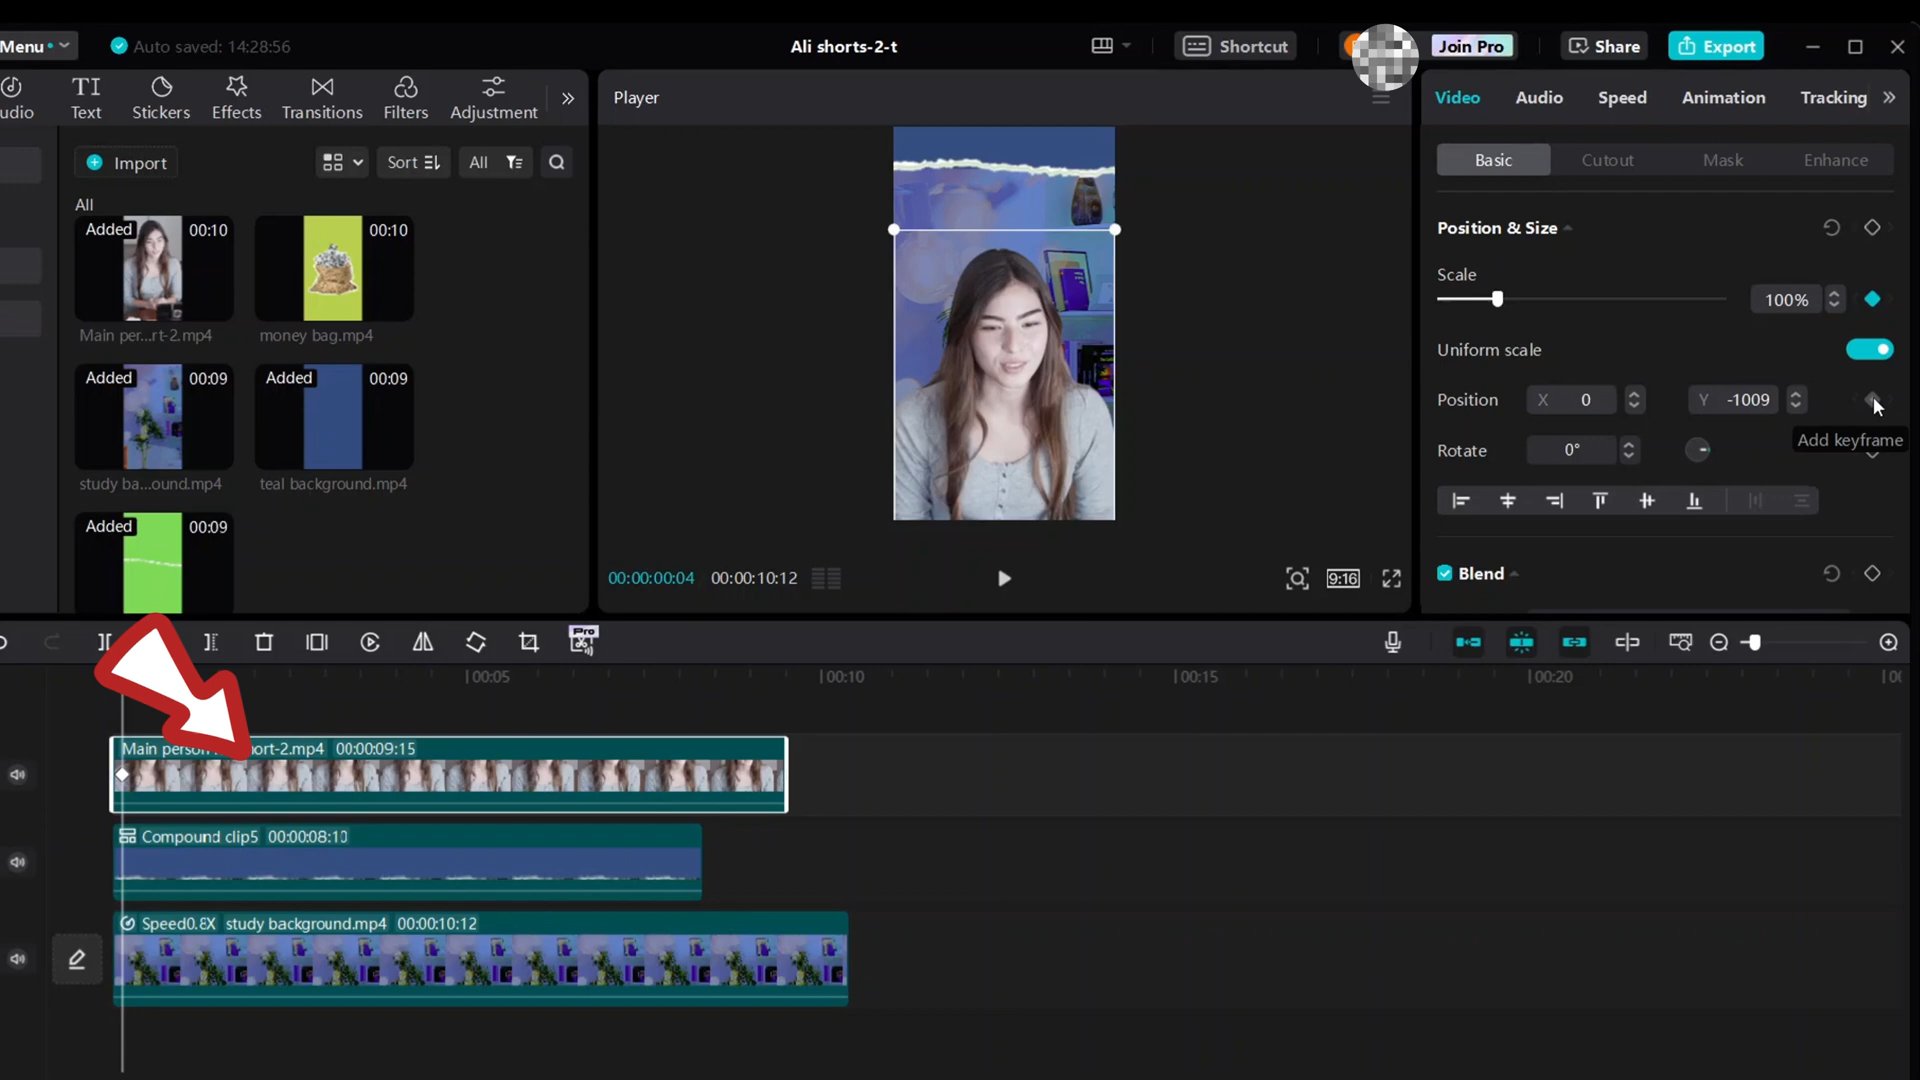 Menu
Auto saved: 14:28:56
Ali shorts-2-t
Shortcut
Join Pro
Share
Export
udio
Text
Stickers
Effects
Transitions
Filters
Adjustment
Player
Video
Audio
Speed
Animation
Tracking
Import
Sort
All
Basic
Cutout
Mask
Enhance
All
Added 00:10
00:10
Main per...rt-2.mp4
money bag.mp4
Added 00:09
Added 00:09
study ba...ound.mp4
teal background.mp4
Added 00:09
Position & Size
Scale
100%
Uniform scale
Position X 0 Y -1009
Add keyframe
Rotate 0°
Blend
00:00:00:04 00:00:10:12
9:16
Pro
00:05
00:10
00:15
00:20
Main person ort-2.mp4 00:00:09:15
Compound clip5 00:00:08:10
Speed0.8X study background.mp4 00:00:10:12